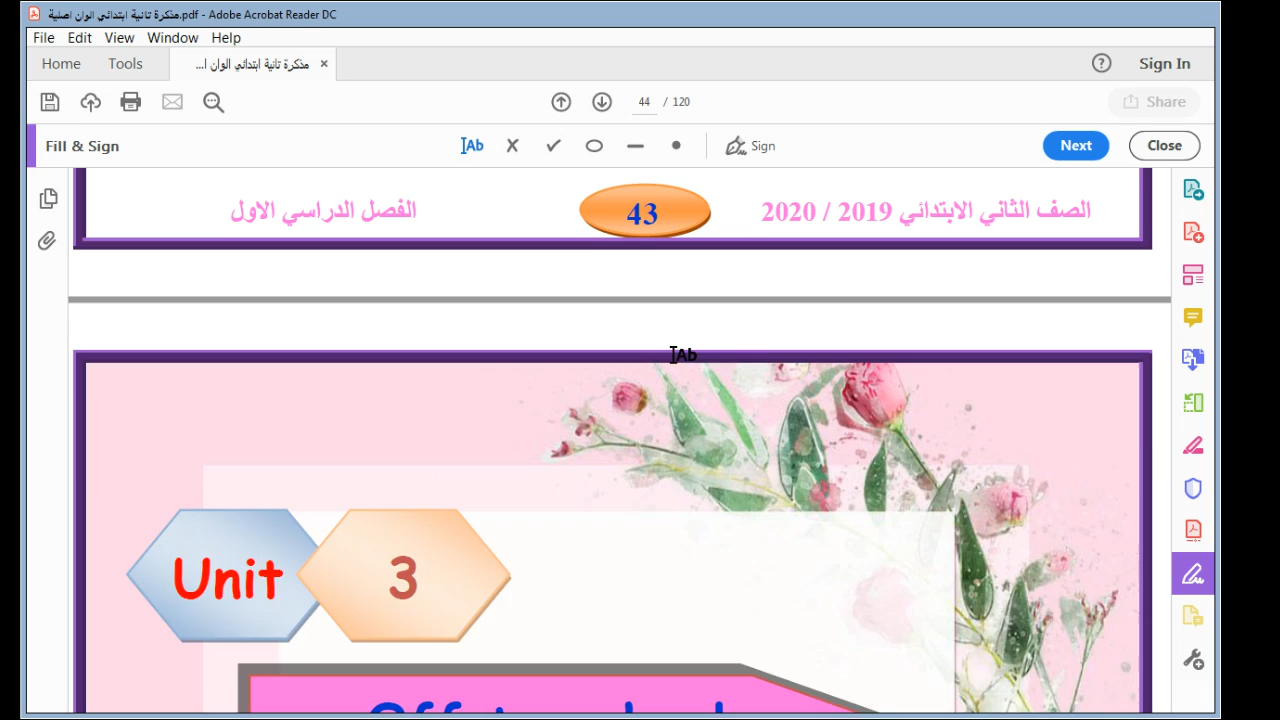 مذكرة ثانية ابتدائي الوان اصلية.pdf - Adobe Acrobat Reader DC
File Edit View Window Help
Home Tools مذكرة ثانية ابتدائي الوان ا... × Sign In
44 / 120 Share
Fill & Sign Ab Sign Next Close
الصف الثاني الابتدائي 2019 / 2020 43 الفصل الدراسي الاول
Ab
Unit 3